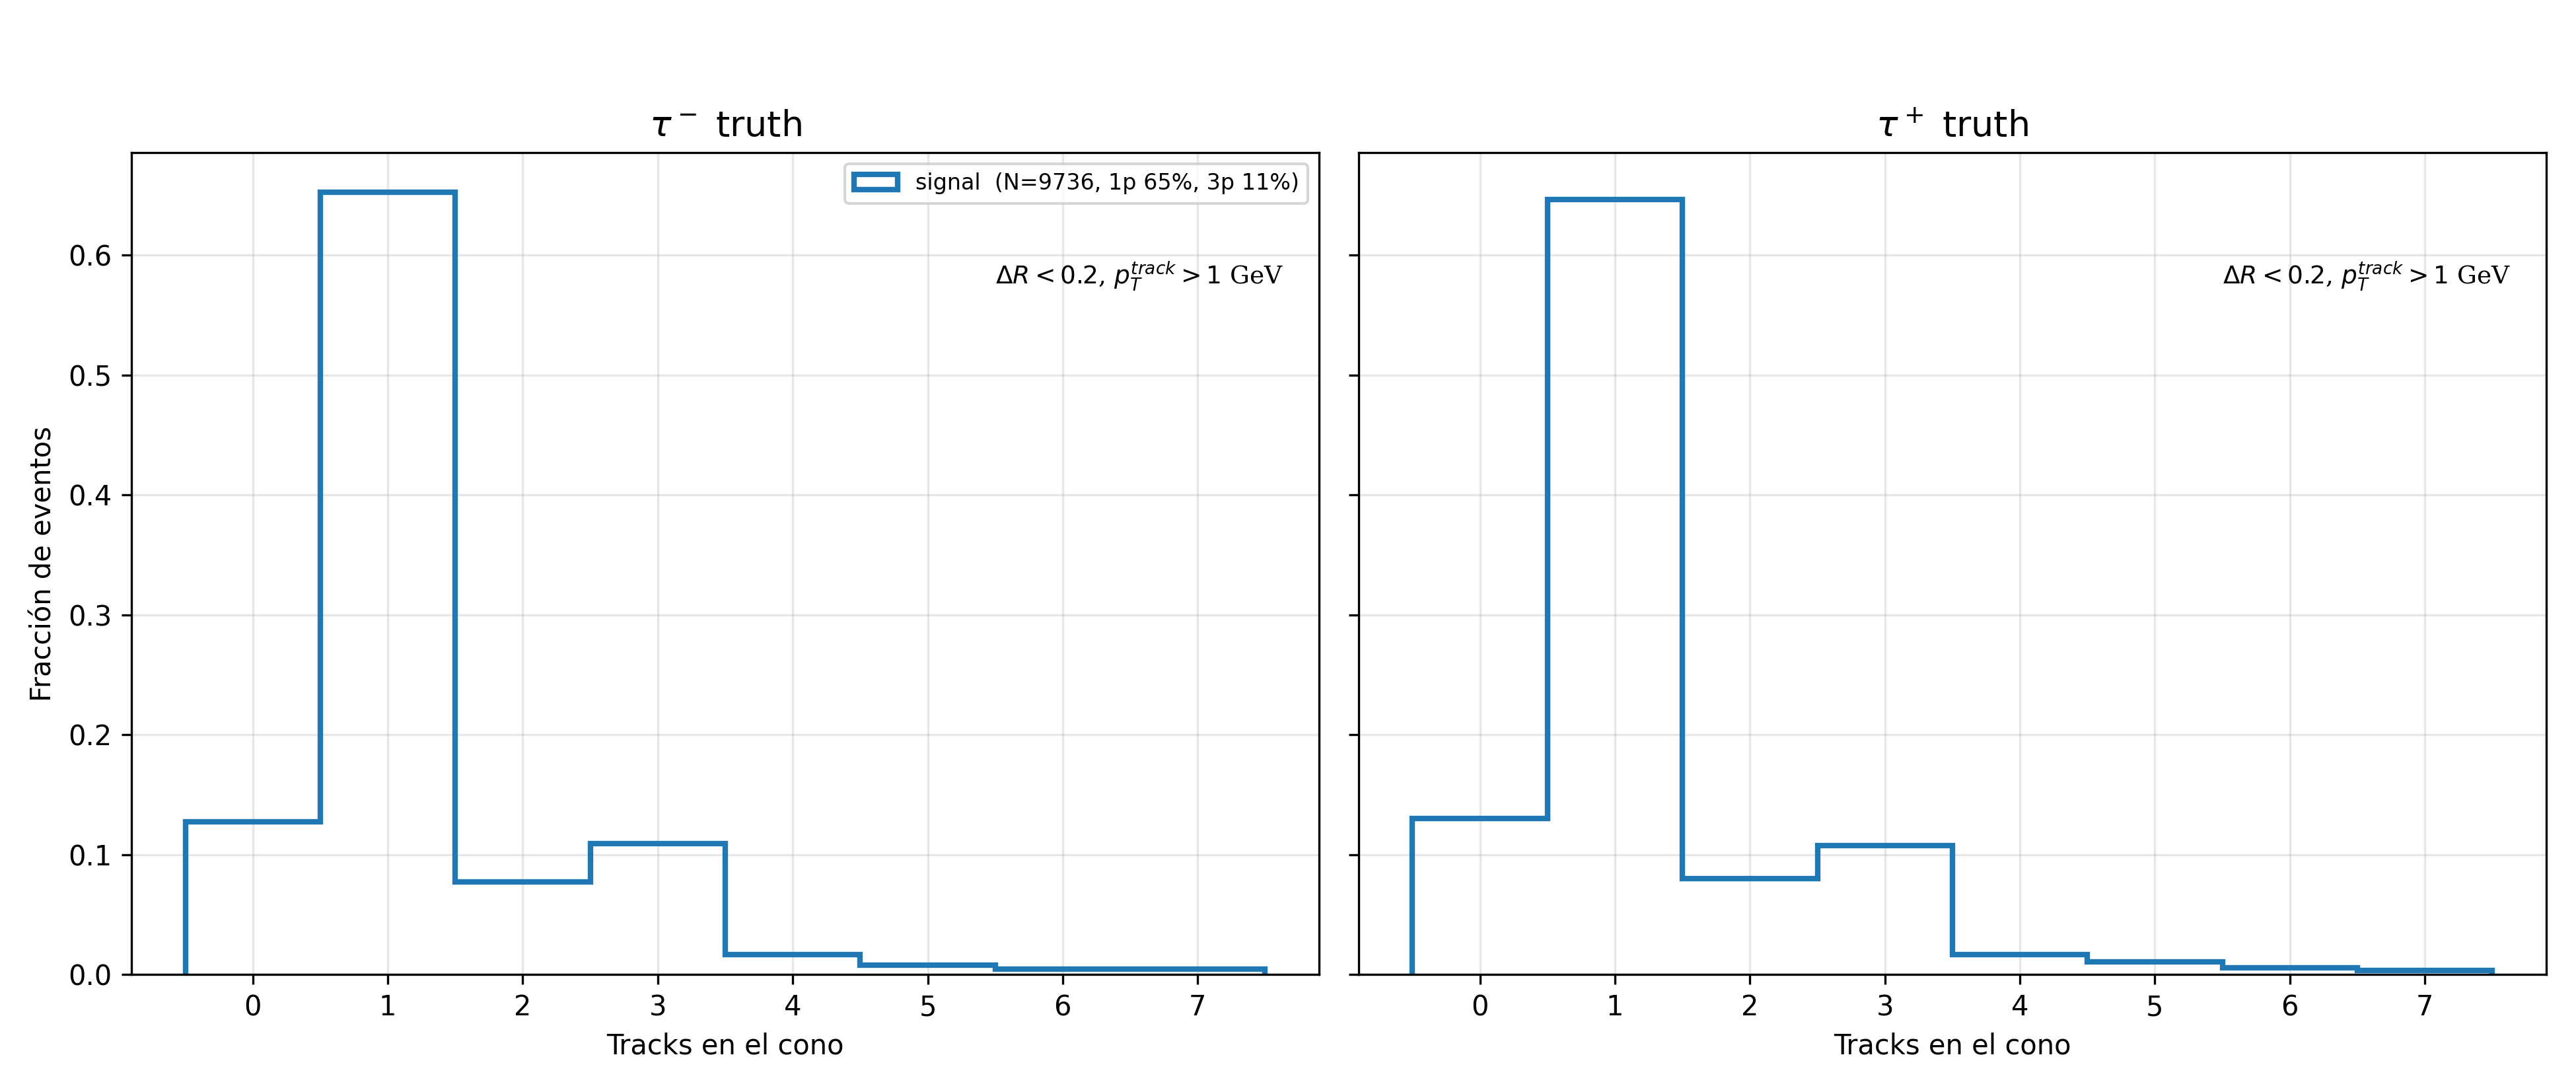 τ⁻ truth
signal (N=9736, 1p 65%, 3p 11%)
ΔR < 0.2, p_T^{track} > 1 GeV
Fracción de eventos
0.6
0.5
0.4
0.3
0.2
0.1
0.0
0 1 2 3 4 5 6 7
Tracks en el cono
τ⁺ truth
ΔR < 0.2, p_T^{track} > 1 GeV
0 1 2 3 4 5 6 7
Tracks en el cono